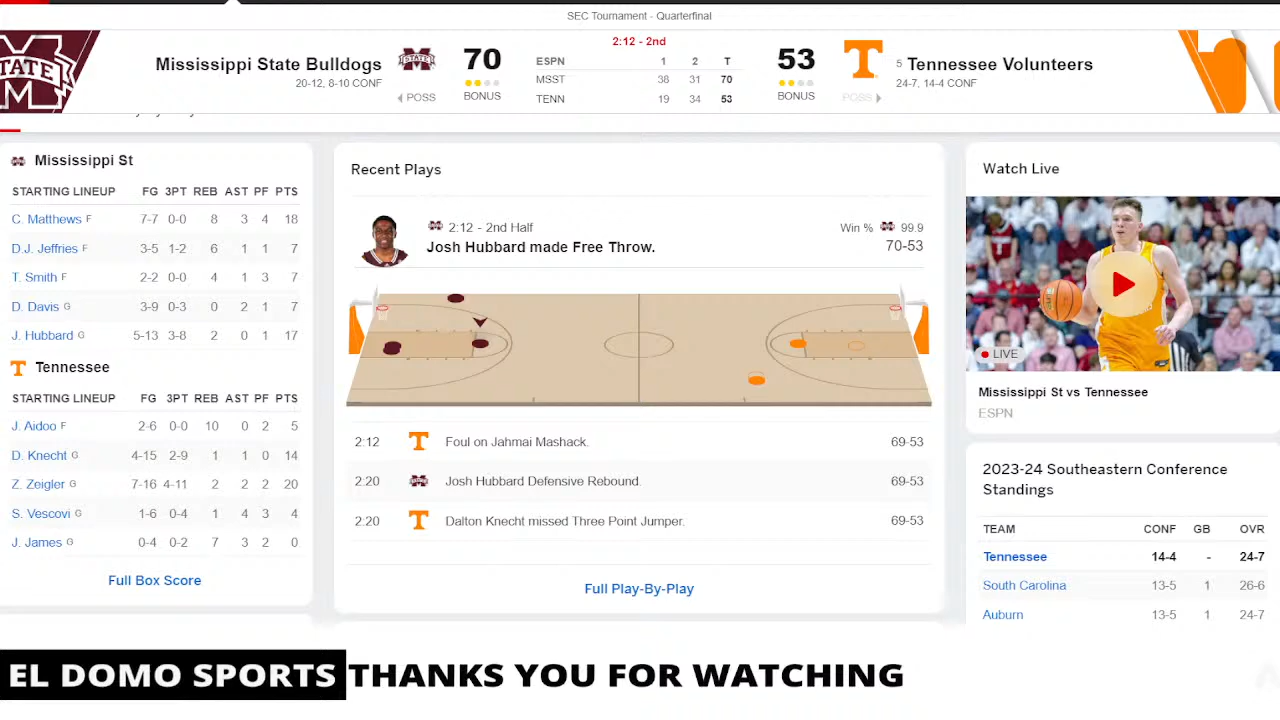 SEC Tournament - Quarterfinal
Mississippi State Bulldogs
20-12, 8-10 CONF
STATE
POSS
70
BONUS
2:12 - 2nd
ESPN 1 2 T
MSST 38 31 70
TENN 19 34 53
53
BONUS
POSS
5 Tennessee Volunteers
24-7, 14-4 CONF
Mississippi St
STARTING LINEUP FG 3PT REB AST PF PTS
C. Matthews F 7-7 0-0 8 3 4 18
D.J. Jeffries F 3-5 1-2 6 1 1 7
T. Smith F 2-2 0-0 4 1 3 7
D. Davis G 3-9 0-3 0 2 1 7
J. Hubbard G 5-13 3-8 2 0 1 17
Tennessee
STARTING LINEUP FG 3PT REB AST PF PTS
J. Aidoo F 2-6 0-0 10 0 2 5
D. Knecht G 4-15 2-9 1 1 0 14
Z. Zeigler G 7-16 4-11 2 2 2 20
S. Vescovi G 1-6 0-4 1 4 3 4
J. James G 0-4 0-2 7 3 2 0
Full Box Score
Recent Plays
2:12 - 2nd Half
Josh Hubbard made Free Throw.
Win % 99.9
70-53
2:12 Foul on Jahmai Mashack. 69-53
2:20 Josh Hubbard Defensive Rebound. 69-53
2:20 Dalton Knecht missed Three Point Jumper. 69-53
Full Play-By-Play
Watch Live
LIVE
Mississippi St vs Tennessee
ESPN
2023-24 Southeastern Conference
Standings
TEAM CONF GB OVR
Tennessee 14-4 - 24-7
South Carolina 13-5 1 26-6
Auburn 13-5 1 24-7
EL DOMO SPORTS THANKS YOU FOR WATCHING